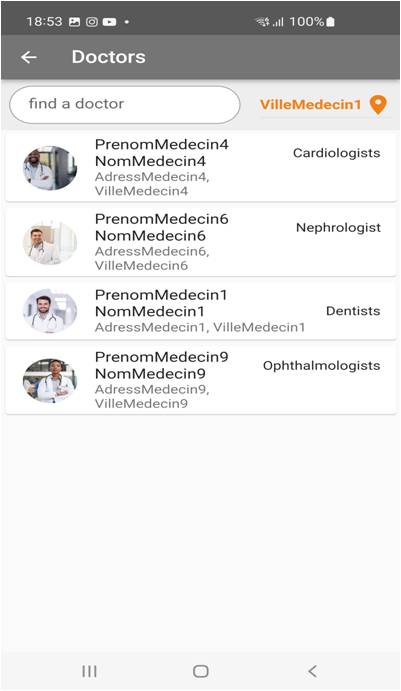 18:53 100%
Doctors
find a doctor VilleMedecin1
PrenomMedecin4
NomMedecin4
Cardiologists
AdressMedecin4,
VilleMedecin4
PrenomMedecin6
NomMedecin6
Nephrologist
AdressMedecin6,
VilleMedecin6
PrenomMedecin1
NomMedecin1
Dentists
AdressMedecin1, VilleMedecin1
PrenomMedecin9
NomMedecin9
Ophthalmologists
AdressMedecin9,
VilleMedecin9